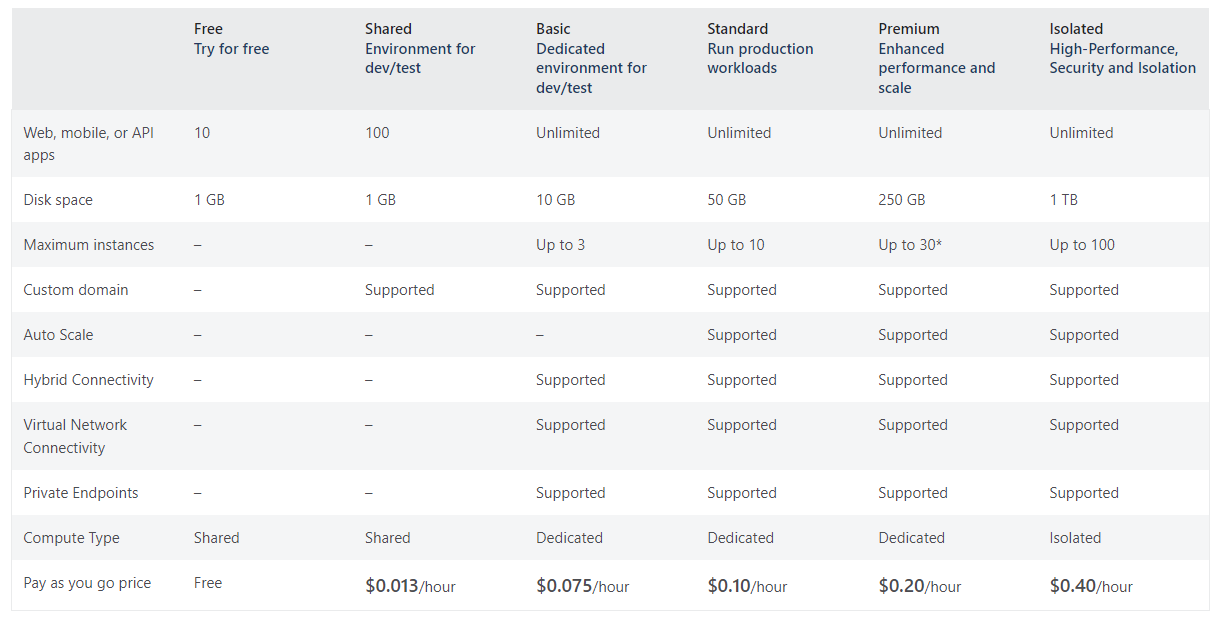 Free Shared Basic Standard Premium Isolated
Try for free Environment for Dedicated Run production Enhanced High-Performance,
dev/test environment for workloads performance and Security and Isolation
dev/test scale
Web, mobile, or API 10 100 Unlimited Unlimited Unlimited Unlimited
apps
Disk space 1 GB 1 GB 10 GB 50 GB 250 GB 1 TB
Maximum instances – – Up to 3 Up to 10 Up to 30* Up to 100
Custom domain – Supported Supported Supported Supported Supported
Auto Scale – – – Supported Supported Supported
Hybrid Connectivity – – Supported Supported Supported Supported
Virtual Network – – Supported Supported Supported Supported
Connectivity
Private Endpoints – – Supported Supported Supported Supported
Compute Type Shared Shared Dedicated Dedicated Dedicated Isolated
Pay as you go price Free $0.013/hour $0.075/hour $0.10/hour $0.20/hour $0.40/hour